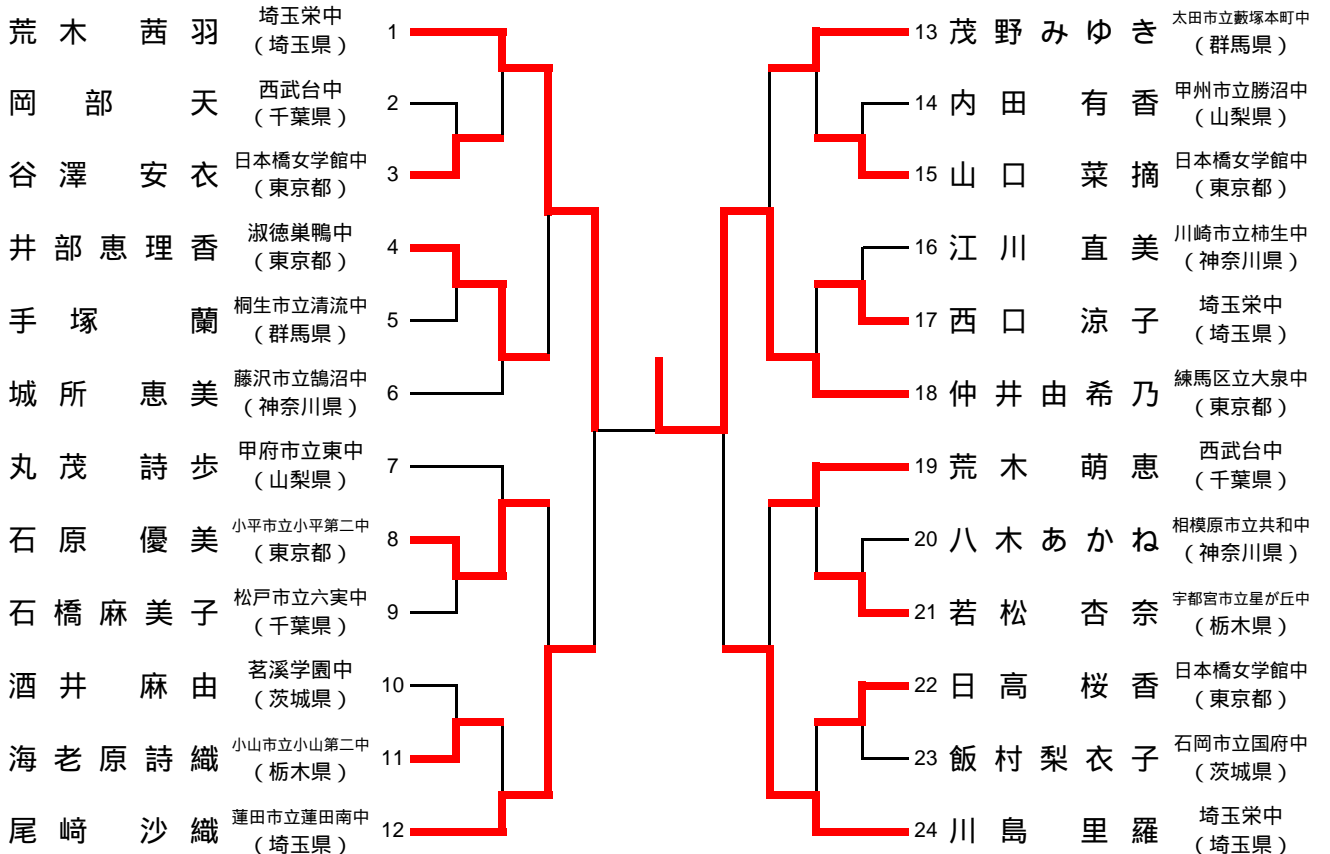 荒木茜羽 埼玉栄中 1
（埼玉県）
岡部天 西武台中 2
（千葉県）
谷澤安衣 日本橋女学館中 3
（東京都）
井部恵理香 淑徳巣鴨中 4
（東京都）
手塚蘭 桐生市立清流中 5
（群馬県）
城所恵美 藤沢市立鵠沼中 6
（神奈川県）
丸茂詩歩 甲府市立東中 7
（山梨県）
石原優美 小平市立小平第二中 8
（東京都）
石橋麻美子 松戸市立六実中 9
（千葉県）
酒井麻由 茗溪学園中 10
（茨城県）
海老原詩織 小山市立小山第二中 11
（栃木県）
尾﨑沙織 蓮田市立蓮田南中 12
（埼玉県）
13 茂野みゆき 太田市立藪塚本町中
（群馬県）
14 内田有香 甲州市立勝沼中
（山梨県）
15 山口菜摘 日本橋女学館中
（東京都）
16 江川直美 川崎市立柿生中
（神奈川県）
17 西口涼子 埼玉栄中
（埼玉県）
18 仲井由希乃 練馬区立大泉中
（東京都）
19 荒木萌恵 西武台中
（千葉県）
20 八木あかね 相模原市立共和中
（神奈川県）
21 若松杏奈 宇都宮市立星が丘中
（栃木県）
22 日高桜香 日本橋女学館中
（東京都）
23 飯村梨衣子 石岡市立国府中
（茨城県）
24 川島里羅 埼玉栄中
（埼玉県）